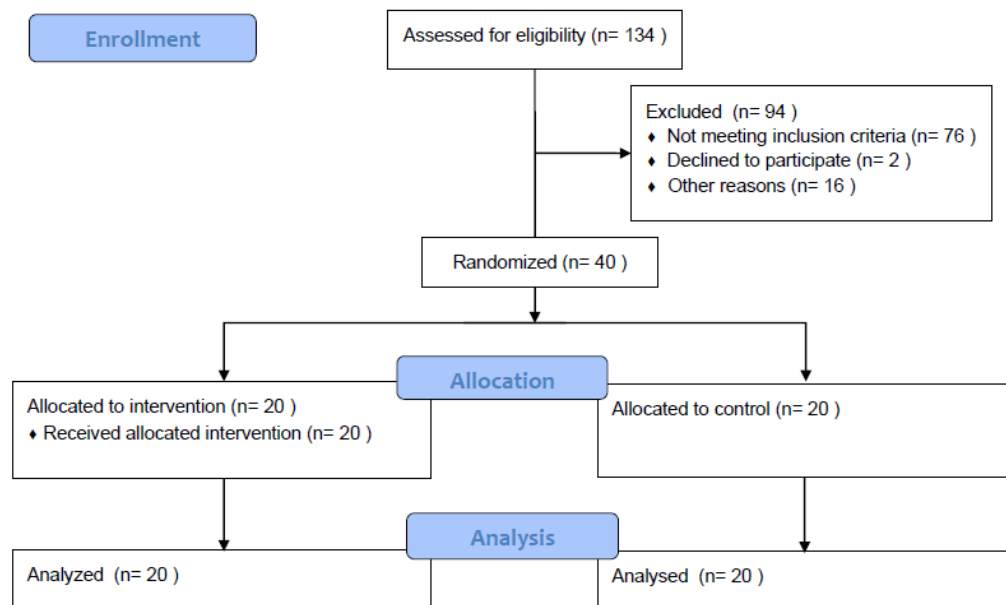 Enrollment
Assessed for eligibility (n= 134 )
Excluded (n= 94 )
♦ Not meeting inclusion criteria (n= 76 )
♦ Declined to participate (n= 2 )
♦ Other reasons (n= 16 )
Randomized (n= 40 )
Allocation
Allocated to intervention (n= 20 )
♦ Received allocated intervention (n= 20 )
Allocated to control (n= 20 )
Analysis
Analyzed (n= 20 )
Analysed (n= 20 )